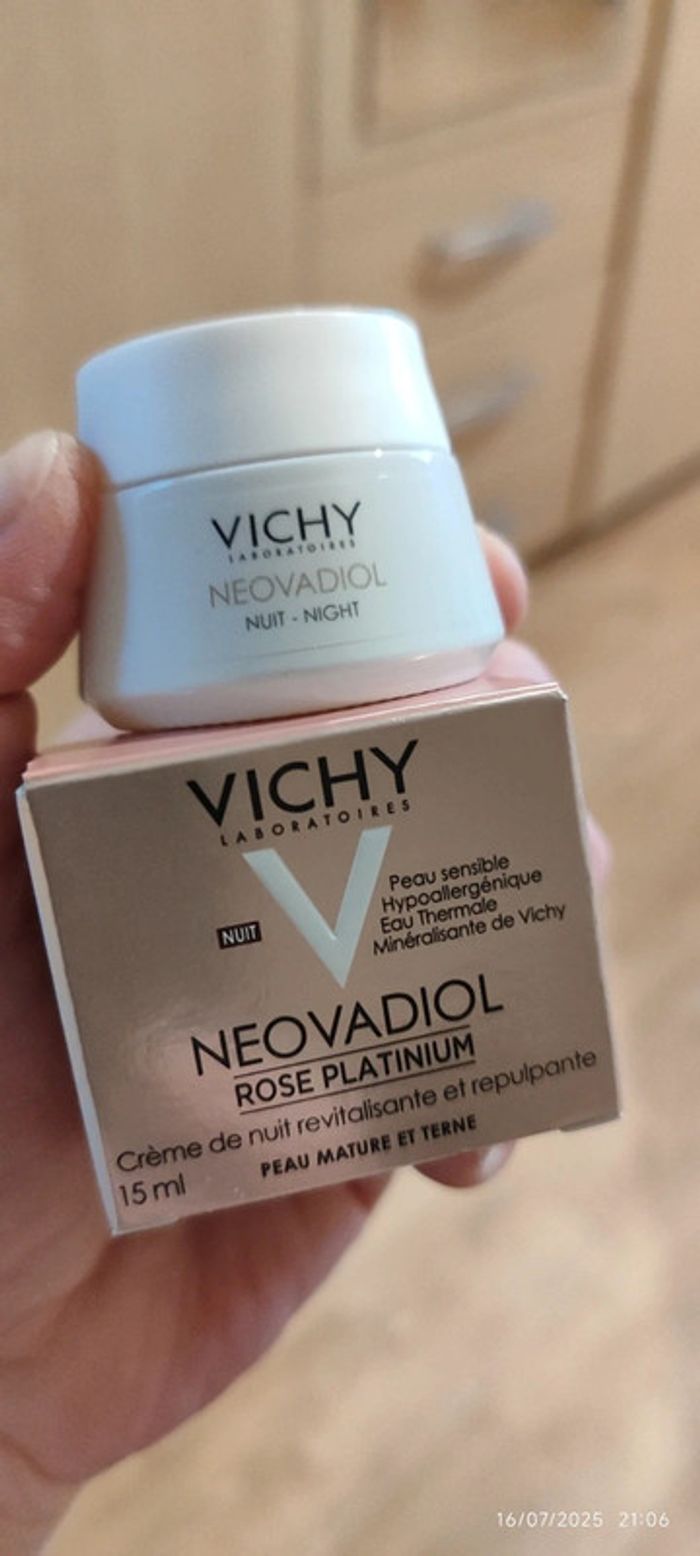 VICHY
LABORATOIRES
NEOVADIOL
NUIT - NIGHT
VICHY
LABORATOIRES
Peau sensible
Hypoallergénique
Eau Thermale
Minéralisante de Vichy
NUIT
NEOVADIOL
ROSE PLATINIUM
Crème de nuit revitalisante et repulpante
PEAU MATURE ET TERNE
15 ml
16/07/2025 21:06